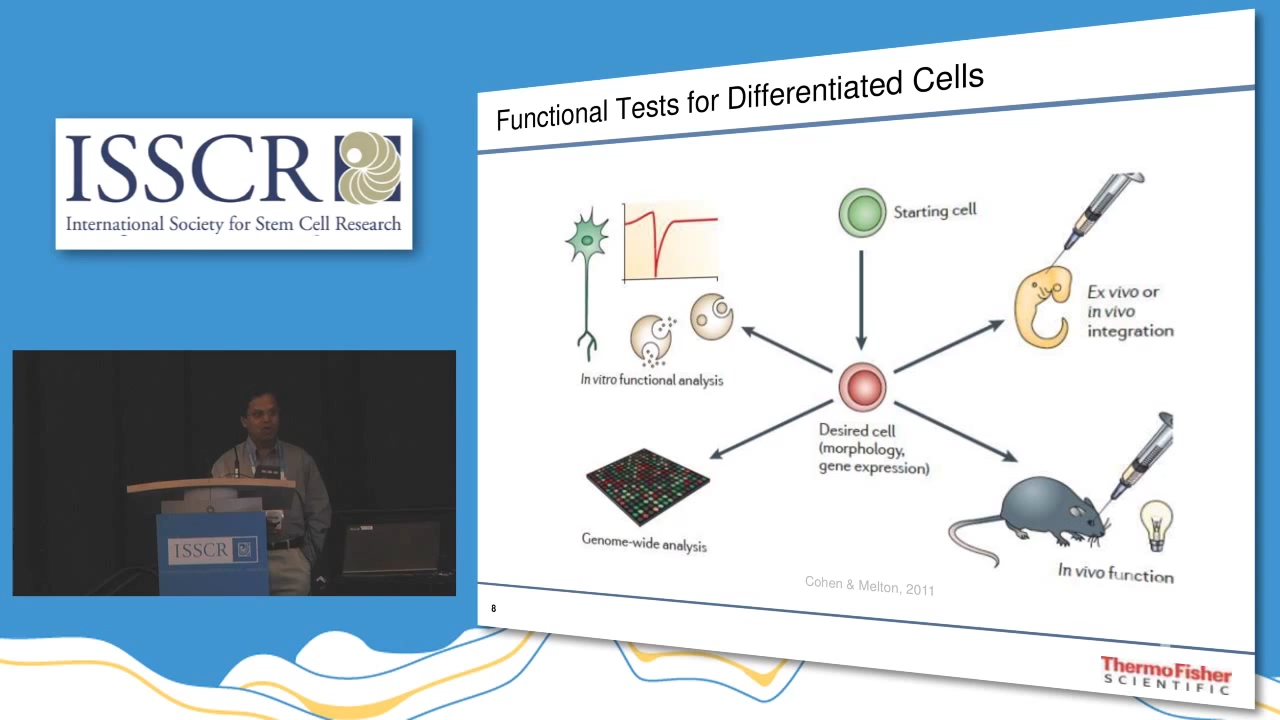 ISSCR
International Society for Stem Cell Research
ISSCR
Functional Tests for Differentiated Cells
Starting cell
Ex vivo or
in vivo
integration
In vitro functional analysis
Desired cell
(morphology,
gene expression)
Genome-wide analysis
In vivo function
Cohen & Melton, 2011
8
ThermoFisher
SCIENTIFIC